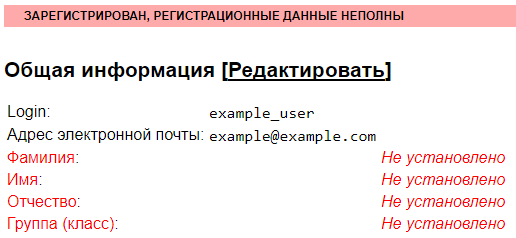 ЗАРЕГИСТРИРОВАН, РЕГИСТРАЦИОННЫЕ ДАННЫЕ НЕПОЛНЫ
Общая информация [Редактировать]
Login: example_user
Адрес электронной почты: example@example.com
Фамилия: Не установлено
Имя: Не установлено
Отчество: Не установлено
Группа (класс): Не установлено